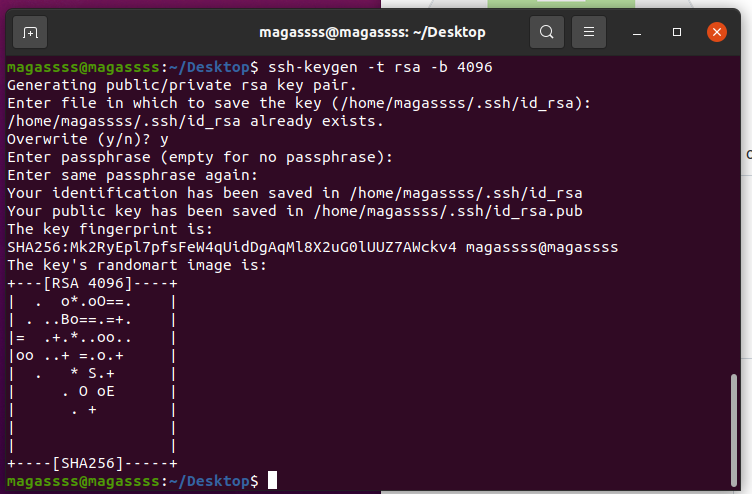 magassss@magassss: ~/Desktop
magassss@magassss:~/Desktop$ ssh-keygen -t rsa -b 4096
Generating public/private rsa key pair.
Enter file in which to save the key (/home/magassss/.ssh/id_rsa):
/home/magassss/.ssh/id_rsa already exists.
Overwrite (y/n)? y
Enter passphrase (empty for no passphrase):
Enter same passphrase again:
Your identification has been saved in /home/magassss/.ssh/id_rsa
Your public key has been saved in /home/magassss/.ssh/id_rsa.pub
The key fingerprint is:
SHA256:Mk2RyEpl7pfsFeW4qUidDgAqMl8X2uG0lUUZ7AWckv4 magassss@magassss
The key's randomart image is:
+---[RSA 4096]----+
|  .  o*.oO==.    |
| . ..Bo==.=+.    |
|=  .+.*..oo..    |
|oo ..+ =.o.+     |
|  .   * S.+      |
|     . O oE      |
|      . +        |
|                 |
|                 |
+----[SHA256]-----+
magassss@magassss:~/Desktop$